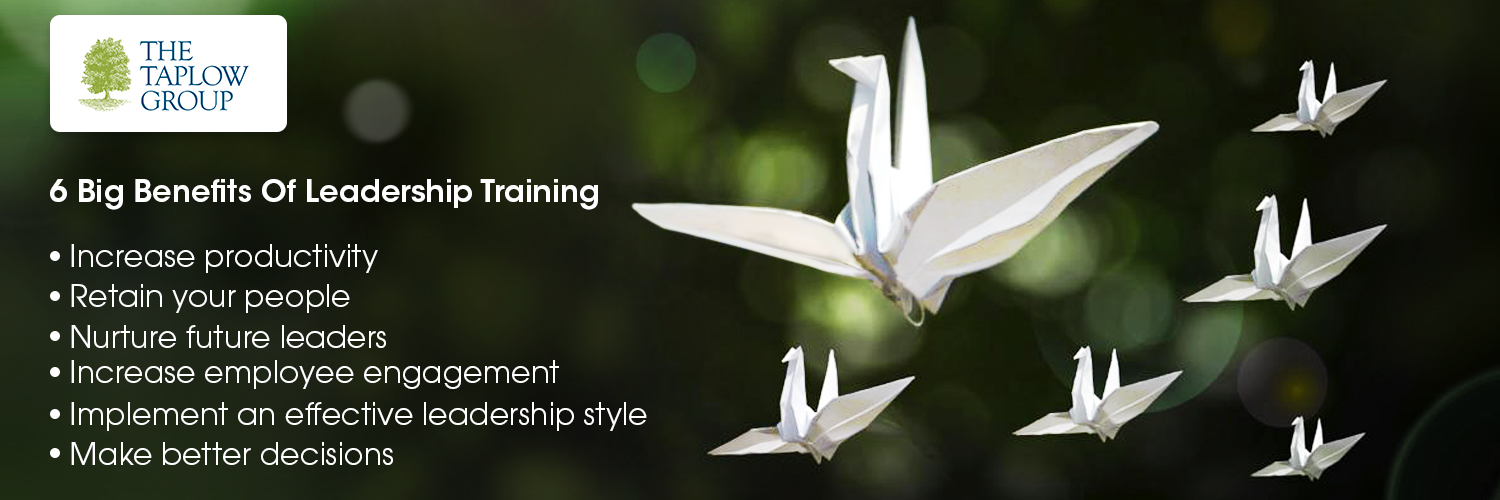 THE
TAPLOW
GROUP
6 Big Benefits Of Leadership Training
• Increase productivity
• Retain your people
• Nurture future leaders
• Increase employee engagement
• Implement an effective leadership style
• Make better decisions